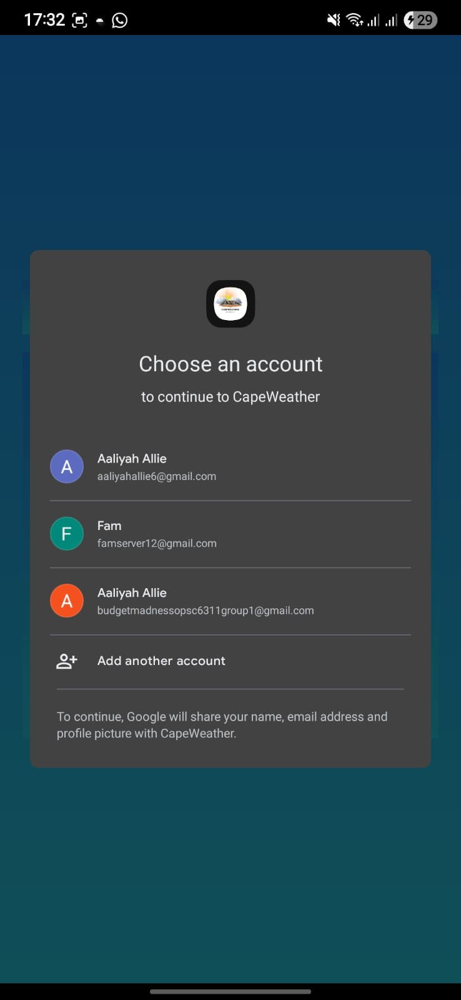 17:32
29
CAPEWEATHER
Choose an account
to continue to CapeWeather
A
Aaliyah Allie
aaliyahallie6@gmail.com
F
Fam
famserver12@gmail.com
A
Aaliyah Allie
budgetmadnessopsc6311group1@gmail.com
Add another account
To continue, Google will share your name, email address and
profile picture with CapeWeather.